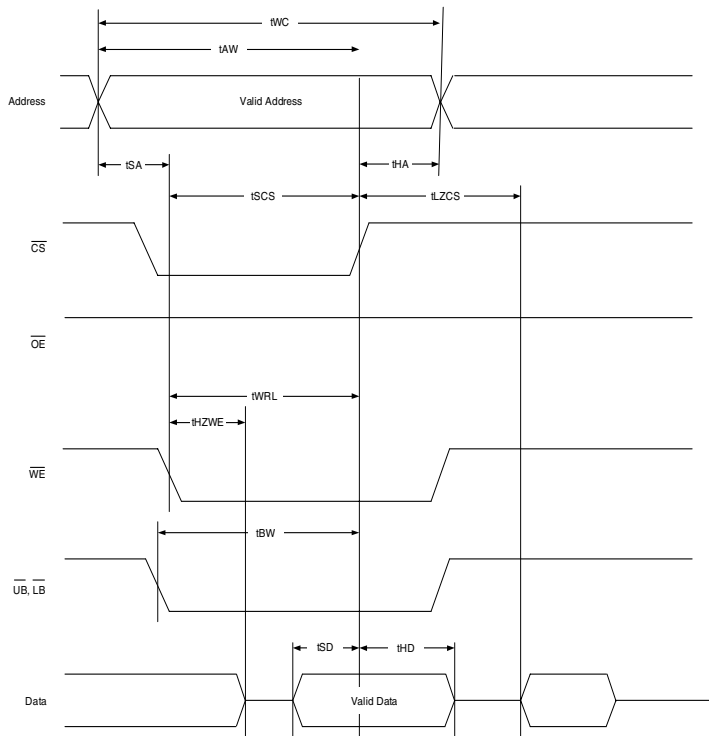 tWC
tAW
Address
Valid Address
tSA
tHA
tSCS
tLZCS
CS
OE
tWRL
tHZWE
WE
tBW
UB, LB
tSD
tHD
Data
Valid Data